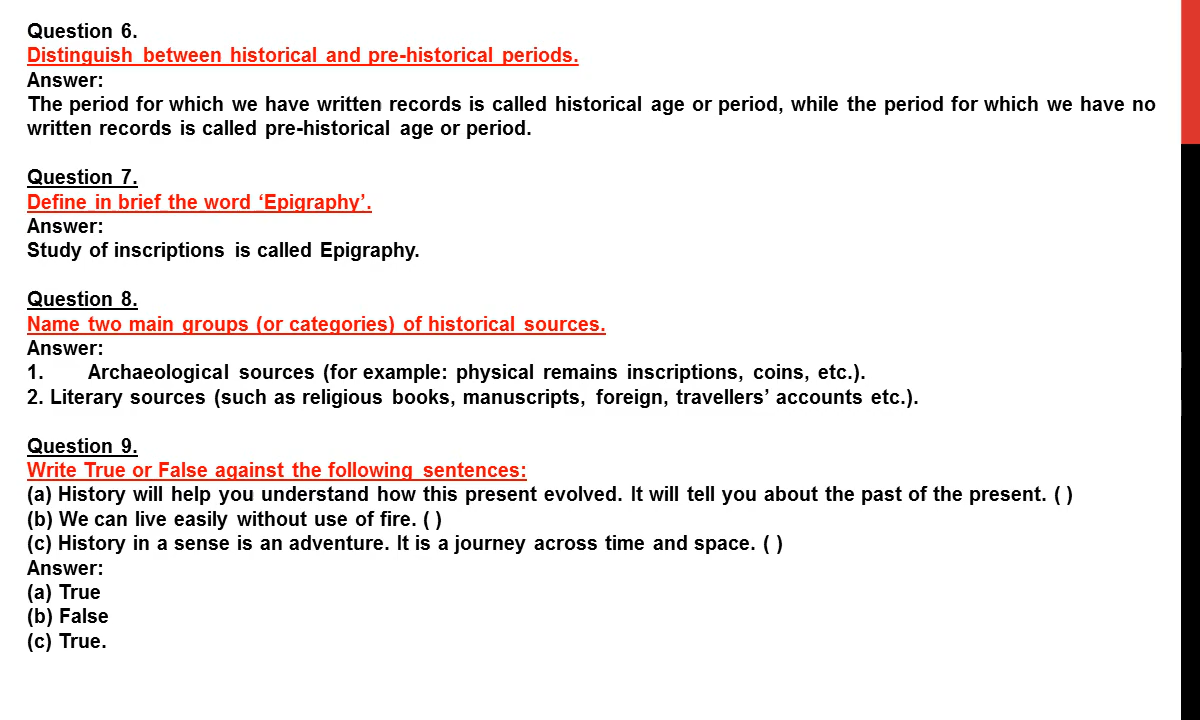 Question 6.
Distinguish between historical and pre-historical periods.
Answer:
The period for which we have written records is called historical age or period, while the period for which we have no
written records is called pre-historical age or period.
Question 7.
Define in brief the word ‘Epigraphy’.
Answer:
Study of inscriptions is called Epigraphy.
Question 8.
Name two main groups (or categories) of historical sources.
Answer:
1. Archaeological sources (for example: physical remains inscriptions, coins, etc.).
2. Literary sources (such as religious books, manuscripts, foreign, travellers’ accounts etc.).
Question 9.
Write True or False against the following sentences:
(a) History will help you understand how this present evolved. It will tell you about the past of the present. ( )
(b) We can live easily without use of fire. ( )
(c) History in a sense is an adventure. It is a journey across time and space. ( )
Answer:
(a) True
(b) False
(c) True.